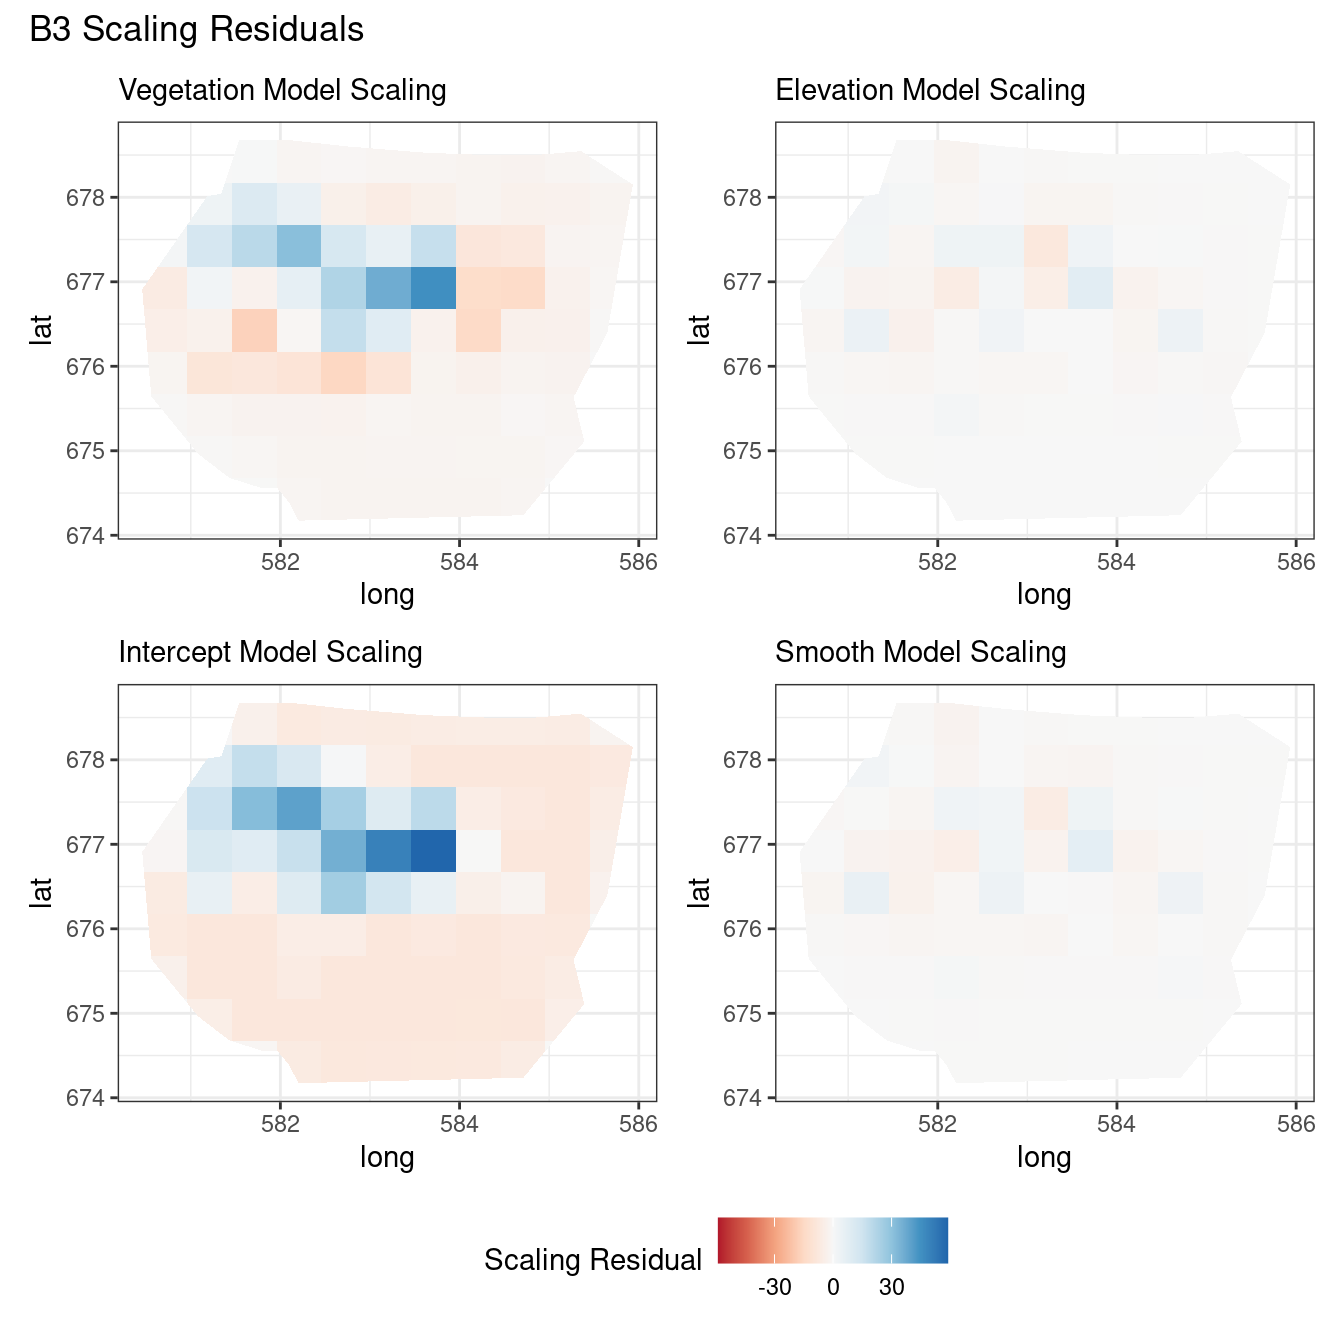 B3 Scaling Residuals
Vegetation Model Scaling
Elevation Model Scaling
678
677
676
675
674
lat
582
584
586
long
678
677
676
675
674
lat
582
584
586
long
Intercept Model Scaling
Smooth Model Scaling
678
677
676
675
674
lat
582
584
586
long
678
677
676
675
674
lat
582
584
586
long
Scaling Residual
-30
0
30